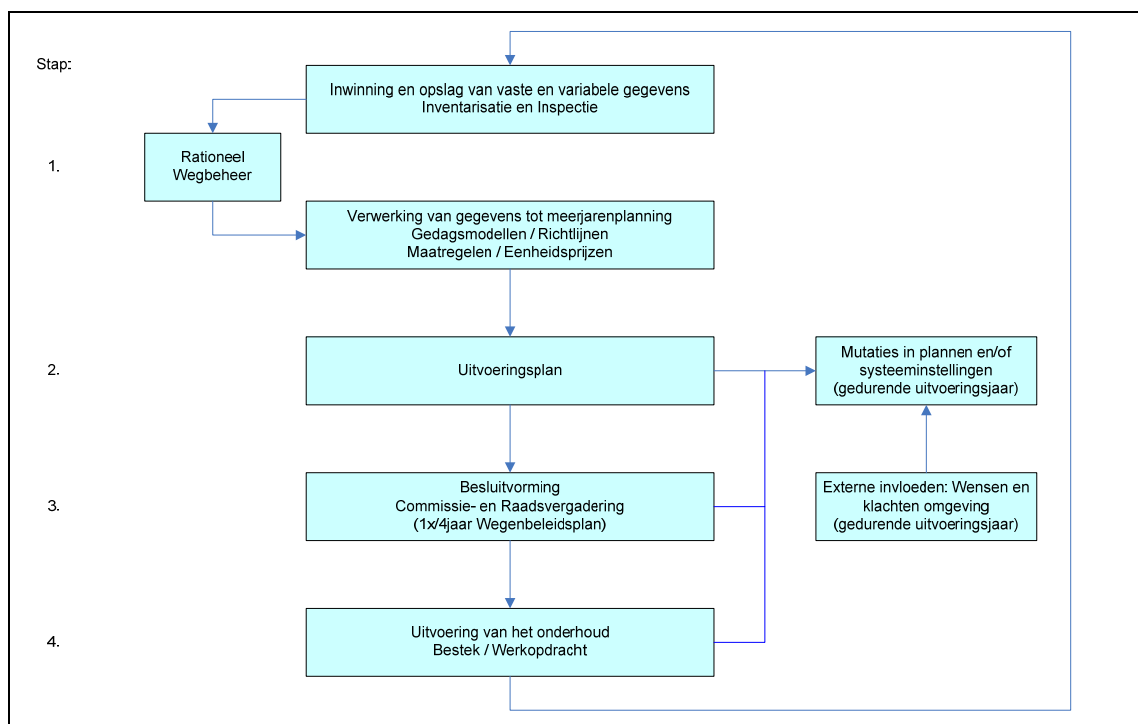 Stap:
Inwinning en opslag van vaste en variabele gegevens
Inventarisatie en Inspectie
1.
Rationeel
Wegbeheer
Verwerking van gegevens tot meerjarenplanning
Gedagsmodellen / Richtlijnen
Maatregelen / Eenheidsprijzen
2.
Uitvoeringsplan
Mutaties in plannen en/of
systeeminstellingen
(gedurende uitvoeringsjaar)
3.
Besluitvorming
Commissie- en Raadsvergadering
(1x/4jaar Wegenbeleidsplan)
Externe invloeden: Wensen en
klachten omgeving
(gedurende uitvoeringsjaar)
4.
Uitvoering van het onderhoud
Bestek / Werkopdracht